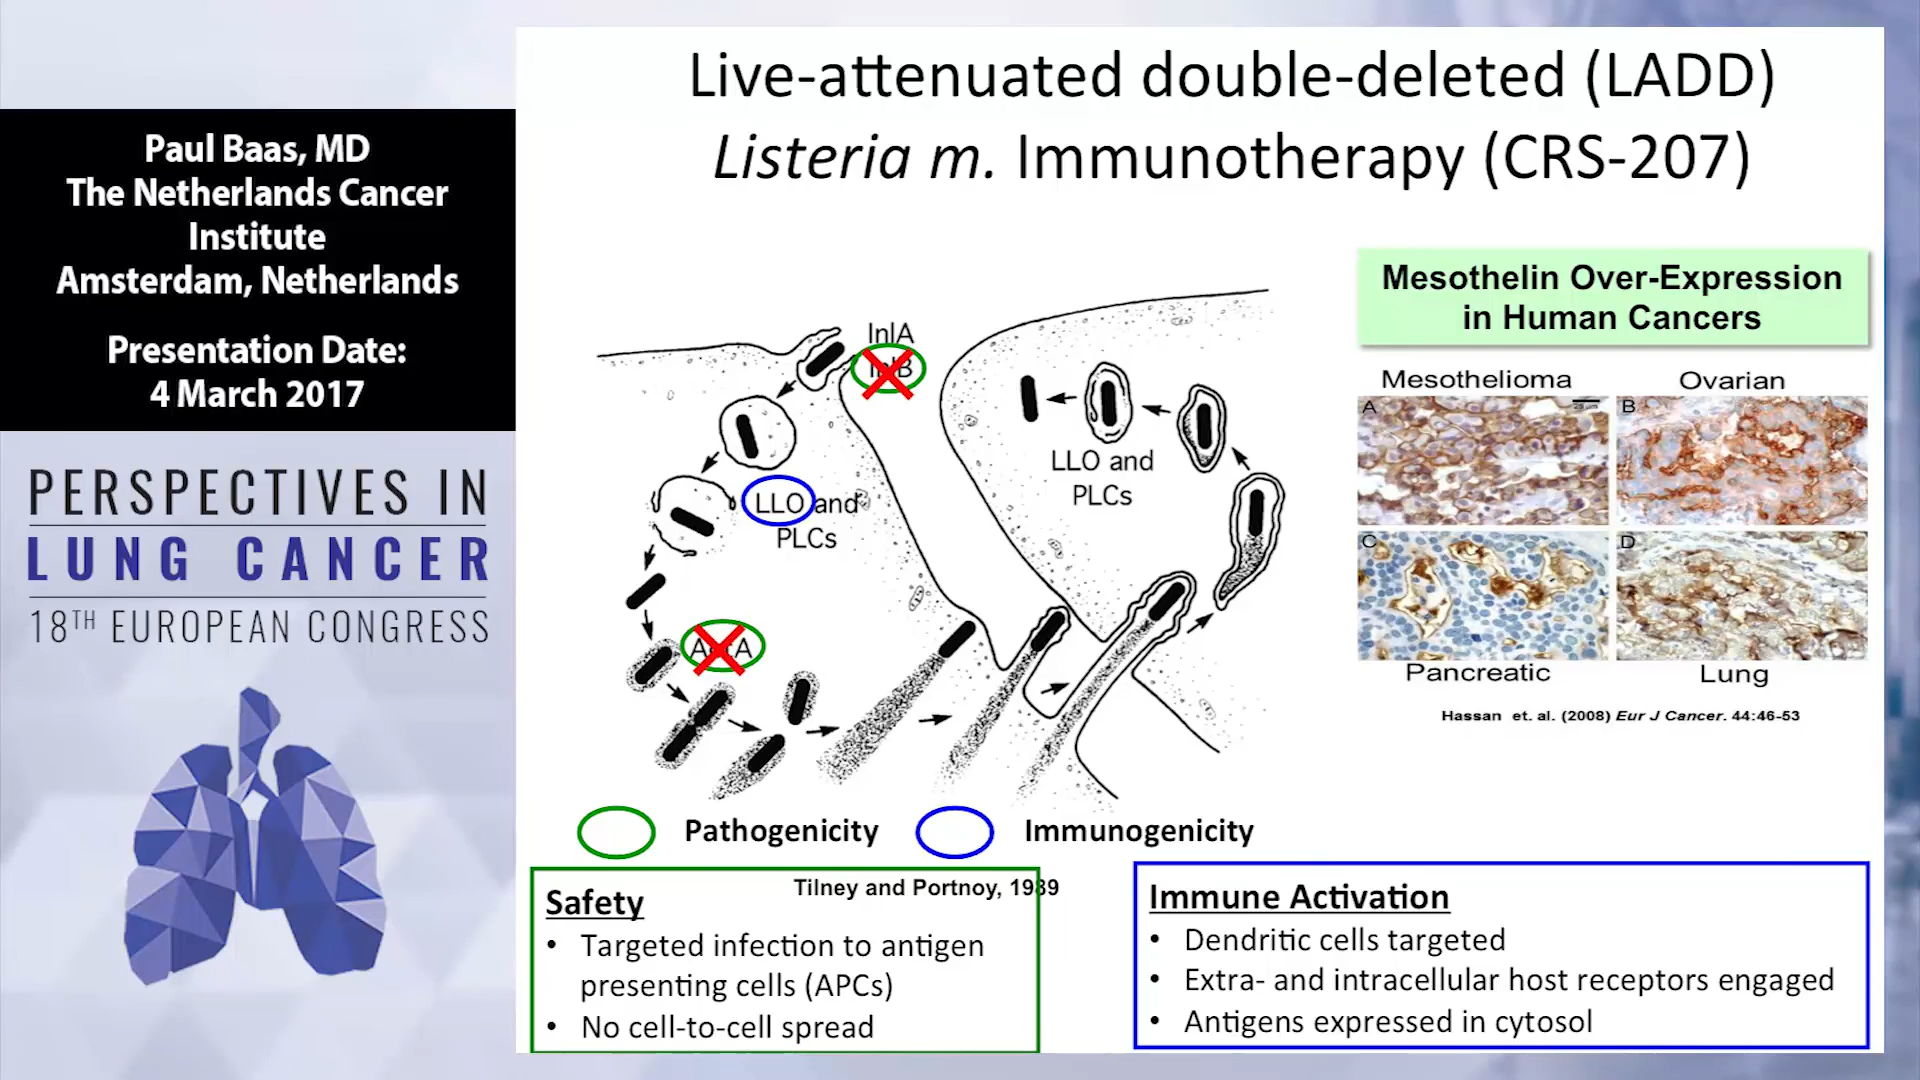 Paul Baas, MD
The Netherlands Cancer
Institute
Amsterdam, Netherlands
Presentation Date:
4 March 2017
PERSPECTIVES IN
LUNG CANCER
18TH EUROPEAN CONGRESS
Live-attenuated double-deleted (LADD)
Listeria m. Immunotherapy (CRS-207)
InlA
InlB
LLO and
PLCs
ActA
LLO and
PLCs
Pathogenicity
Immunogenicity
Tilney and Portnoy, 1989
Mesothelin Over-Expression
in Human Cancers
Mesothelioma
Ovarian
A
B
C
D
Pancreatic
Lung
Hassan et. al. (2008) Eur J Cancer. 44:46-53
Safety
• Targeted infection to antigen
presenting cells (APCs)
• No cell-to-cell spread
Immune Activation
• Dendritic cells targeted
• Extra- and intracellular host receptors engaged
• Antigens expressed in cytosol